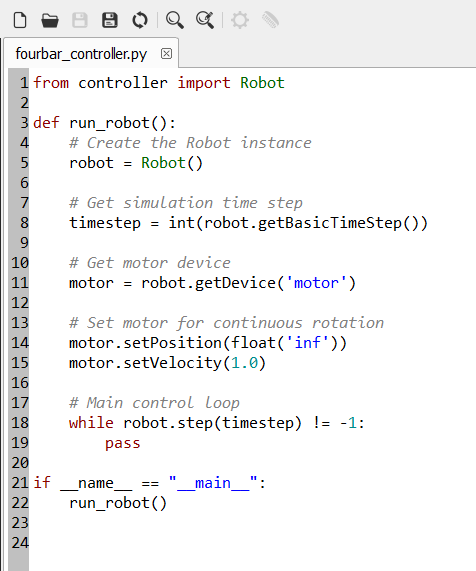 fourbar_controller.py
1 from controller import Robot
2
3 def run_robot():
4     # Create the Robot instance
5     robot = Robot()
6
7     # Get simulation time step
8     timestep = int(robot.getBasicTimeStep())
9
10     # Get motor device
11     motor = robot.getDevice('motor')
12
13     # Set motor for continuous rotation
14     motor.setPosition(float('inf'))
15     motor.setVelocity(1.0)
16
17     # Main control loop
18     while robot.step(timestep) != -1:
19         pass
20
21 if __name__ == "__main__":
22     run_robot()
23
24